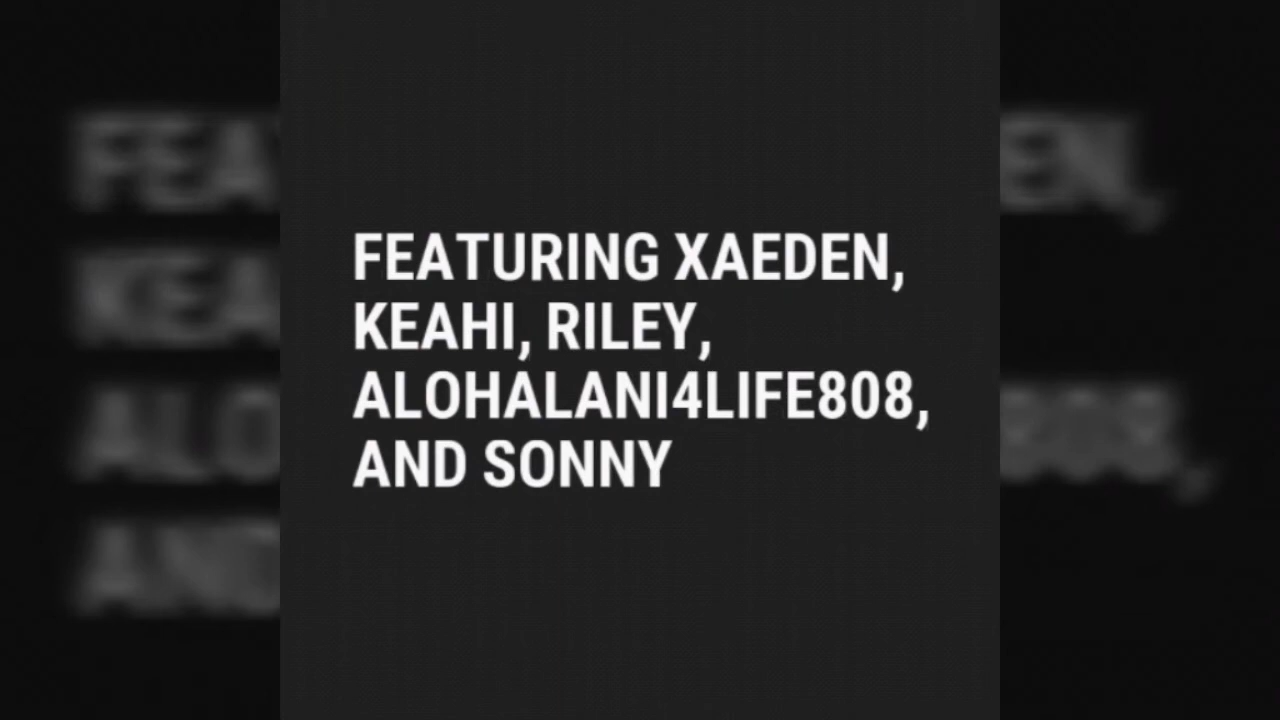 FEATURING XAEDEN,
KEAHI, RILEY,
ALOHALANI4LIFE808,
AND SONNY